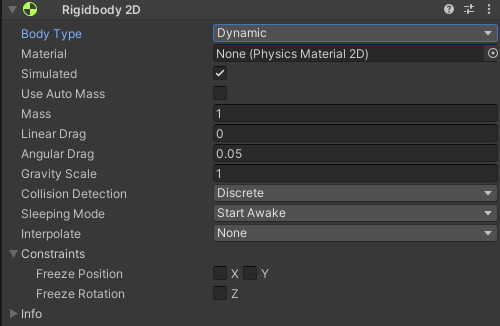 Rigidbody 2D
Body Type Dynamic
Material None (Physics Material 2D)
Simulated
Use Auto Mass
Mass 1
Linear Drag 0
Angular Drag 0.05
Gravity Scale 1
Collision Detection Discrete
Sleeping Mode Start Awake
Interpolate None
Constraints
Freeze Position X Y
Freeze Rotation Z
Info